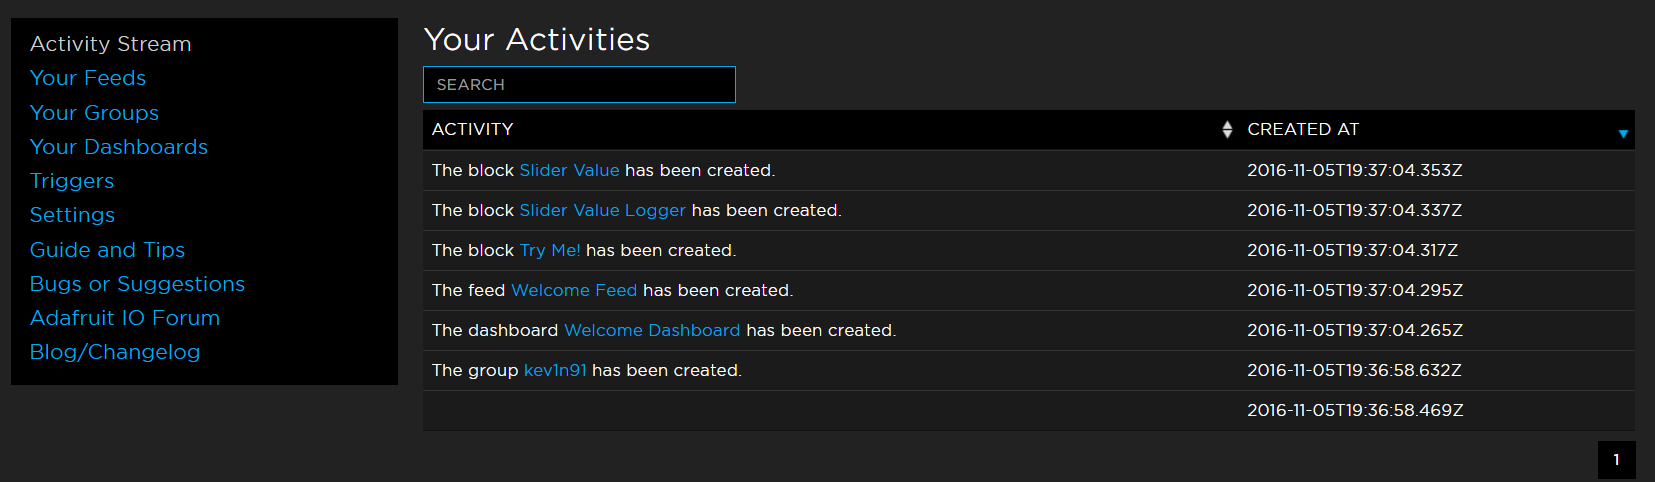 Activity Stream
Your Feeds
Your Groups
Your Dashboards
Triggers
Settings
Guide and Tips
Bugs or Suggestions
Adafruit IO Forum
Blog/Changelog
Your Activities
SEARCH
ACTIVITY CREATED AT
The block Slider Value has been created. 2016-11-05T19:37:04.353Z
The block Slider Value Logger has been created. 2016-11-05T19:37:04.337Z
The block Try Me! has been created. 2016-11-05T19:37:04.317Z
The feed Welcome Feed has been created. 2016-11-05T19:37:04.295Z
The dashboard Welcome Dashboard has been created. 2016-11-05T19:37:04.265Z
The group kev1n91 has been created. 2016-11-05T19:36:58.632Z
2016-11-05T19:36:58.469Z
1